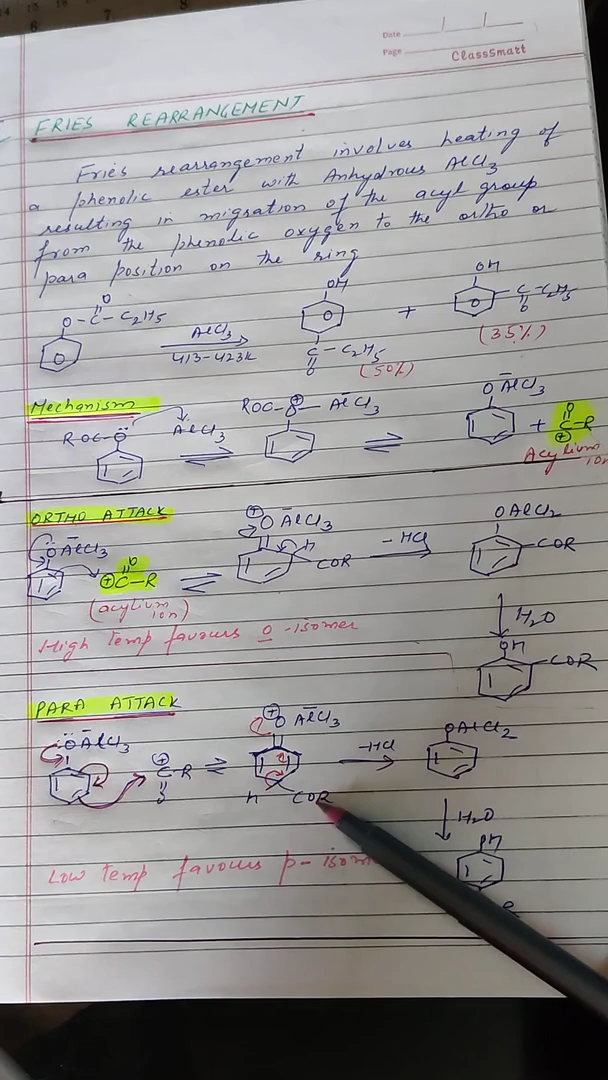 Date
Page
ClassSmart
FRIES REARRANGEMENT
Fries rearrangement involves heating of
a phenolic ester with Anhydrous AlCl3
resulting in migration of the acyl group
from the phenolic oxygen to the ortho or
para position on the ring
O-C-C2H5 O AlCl3 413-423K OH C-C2H5 O (50%) + OH C-C2H5 O (35%)
Mechanism
ROC-O AlCl3 ⇌ ROC-O⊕-AlCl3 ⇌ O AlCl3 + O C-R ⊕
Acylium ion
ORTHO ATTACK
OAlCl3 ⊕C-R O ⇌ ⊕O AlCl3 H COR -HCl OAlCl2 COR
(acylium ion)
H2O
High temp favours o-isomer
OH COR
PARA ATTACK
OAlCl3 ⊕ C-R O ⇌ ⊕O AlCl3 H COR -HCl OAlCl2
H2O
OH
Low temp favours p-isom
R